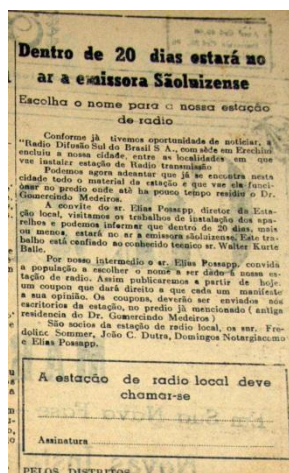 Dentro de 20 dias estará no
ar a emissora Sãoluizense
Escolha o nome para a nossa estação
de radio
Conforme já tivemos oportunidade de noticiar, a
"Radio Difusão Sul do Brasil S A., com séde em Erechim
encluiu a nossa cidade, entre as localidades em que
vae instalar estação de Radio transmissão
Podemos agora adeantar que já se encontra nesta
cidade todo o material da estação e que vae ela funci-
onar no predio onde até ha pouco tempo residiu o Dr.
Gomercindo Medeiros.
A convite do sr. Elias Possapp, diretor da Esta-
ção local, visitamos os trabalhos de instalação dos apa-
relhos e podemos informar que dentro de 20 dias, mais
ou menos, estará no ar a emissora sãoluizense. Este tra-
balho está confiado ao conhecido tecnico sr. Walter Kurte
Balle.
Por nosso intermedio o sr. Elias Possapp, convida
a população a escolher o nome a ser dado á nossa es-
tação de radio. Assim publicaremos a partir de hoje,
um coupon que dará direito a que cada um manifeste
a sua opinião. Os coupons, deverão ser enviados aos
escritorios da estação, no predio já mencionado ( antiga
residencia do Dr. Gomercindo Medeiros )
São socios da estação de radio local, os snr. Fre-
dolino Sommer, João C. Dutra, Domingos Notargiacomo
e Elias Possapp.
A estação de radio local deve
chamar-se
Assinatura
PELOS DISTRITOS